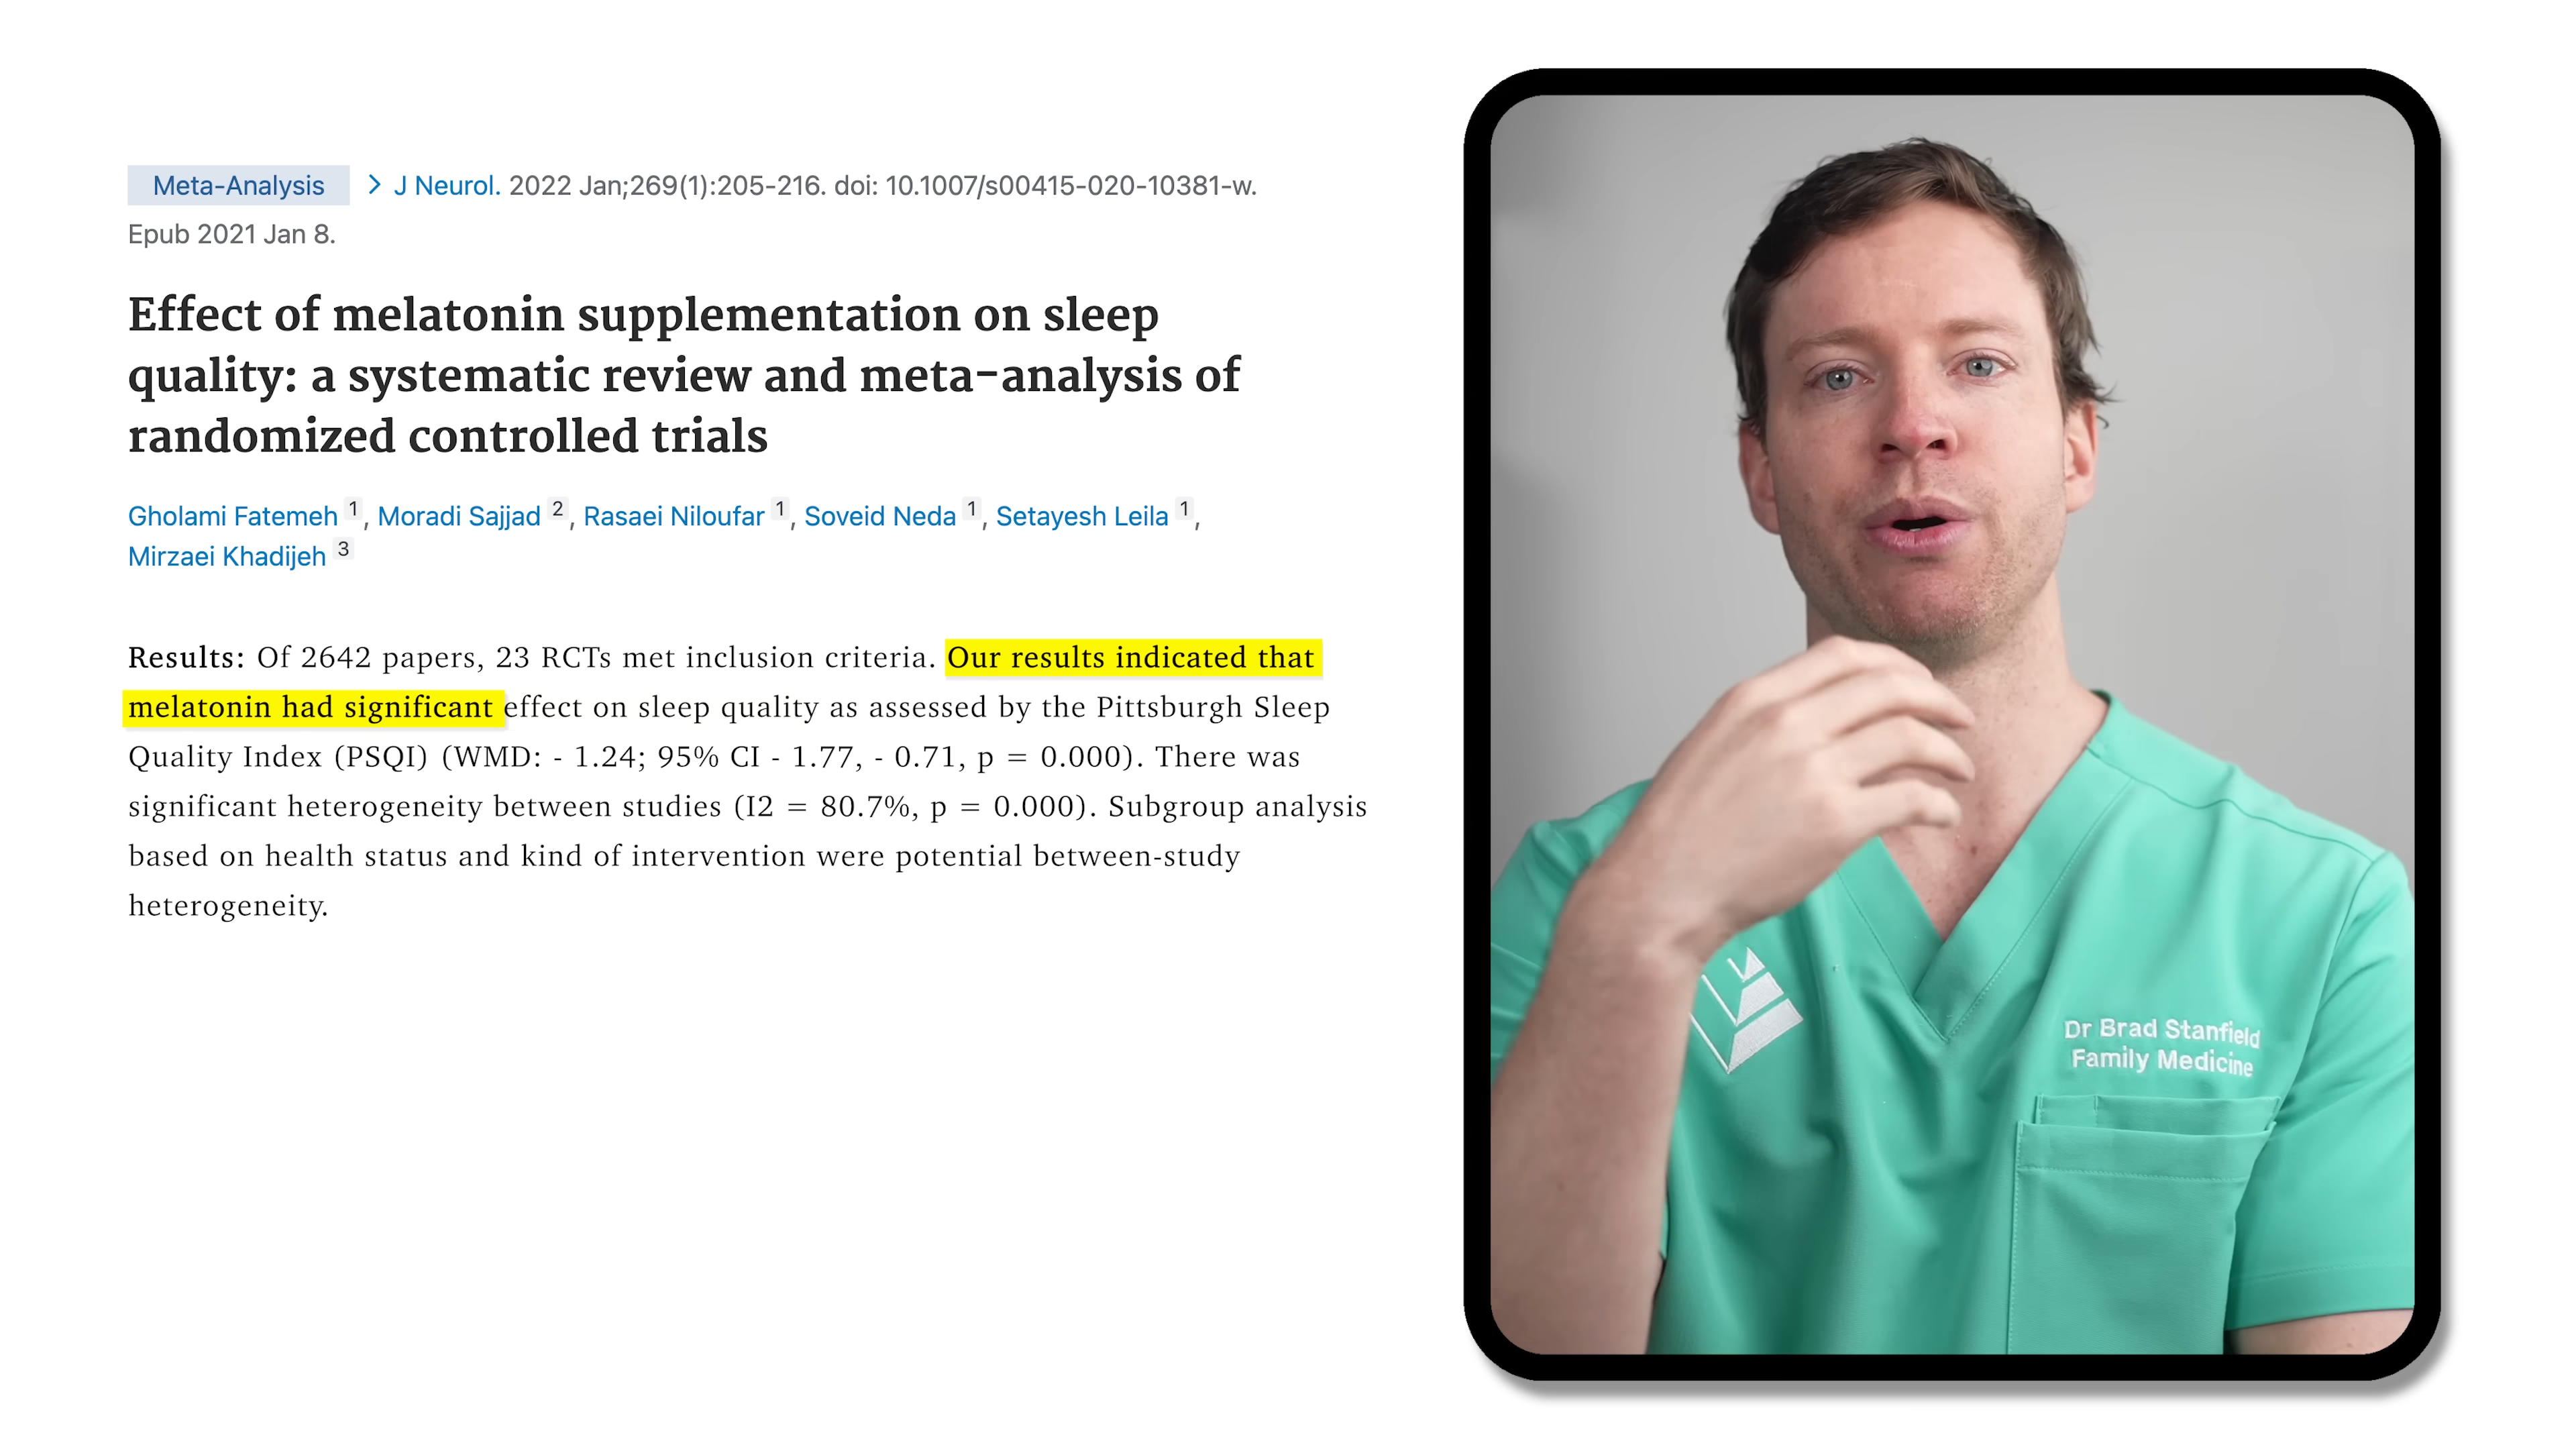 Meta-Analysis > J Neurol. 2022 Jan;269(1):205-216. doi: 10.1007/s00415-020-10381-w.
Epub 2021 Jan 8.
Effect of melatonin supplementation on sleep
quality: a systematic review and meta-analysis of
randomized controlled trials
Gholami Fatemeh 1, Moradi Sajjad 2, Rasaei Niloufar 1, Soveid Neda 1, Setayesh Leila 1,
Mirzaei Khadijeh 3
Results: Of 2642 papers, 23 RCTs met inclusion criteria. Our results indicated that
melatonin had significant effect on sleep quality as assessed by the Pittsburgh Sleep
Quality Index (PSQI) (WMD: - 1.24; 95% CI - 1.77, - 0.71, p = 0.000). There was
significant heterogeneity between studies (I2 = 80.7%, p = 0.000). Subgroup analysis
based on health status and kind of intervention were potential between-study
heterogeneity.
Dr Brad Stanfield
Family Medicine